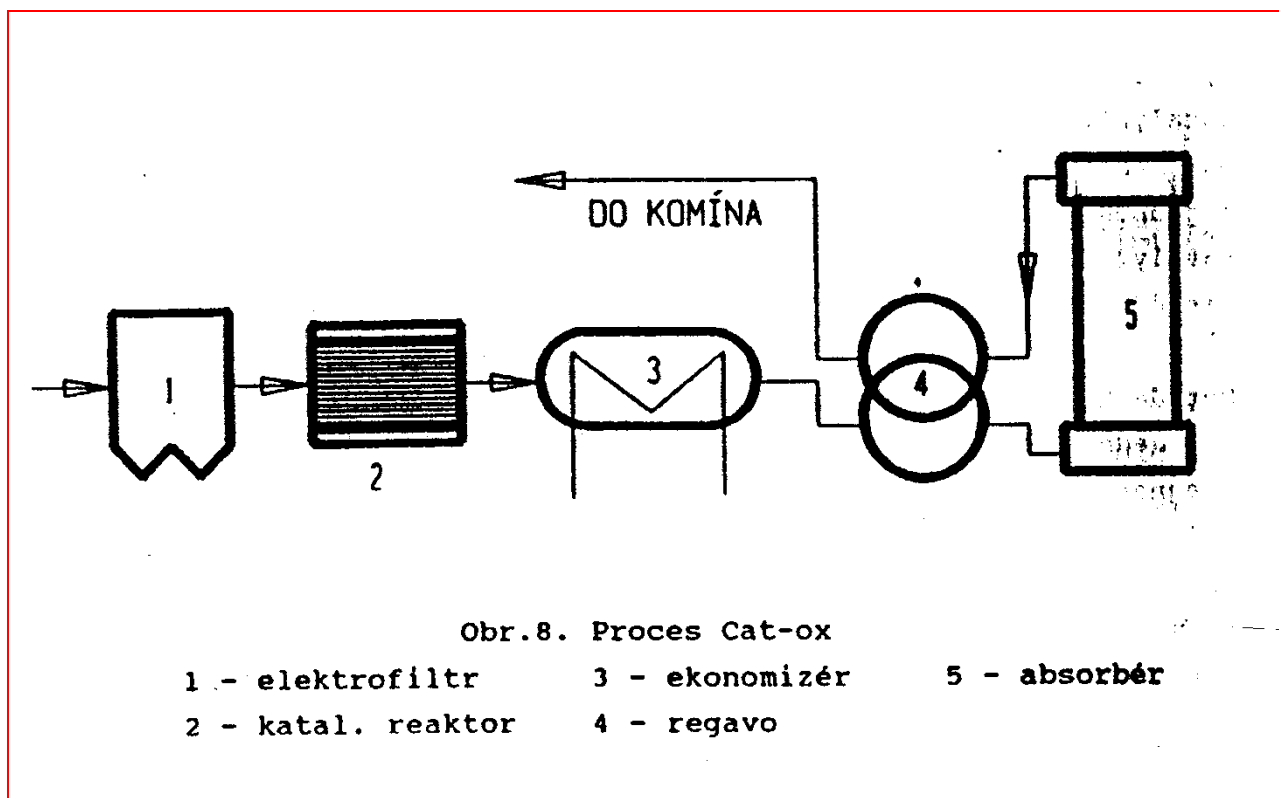 DO KOMÍNA
1
2
3
4
5
Obr.8. Proces Cat-ox
1 - elektrofiltr 3 - ekonomizér 5 - absorbér
2 - katal. reaktor 4 - regavo